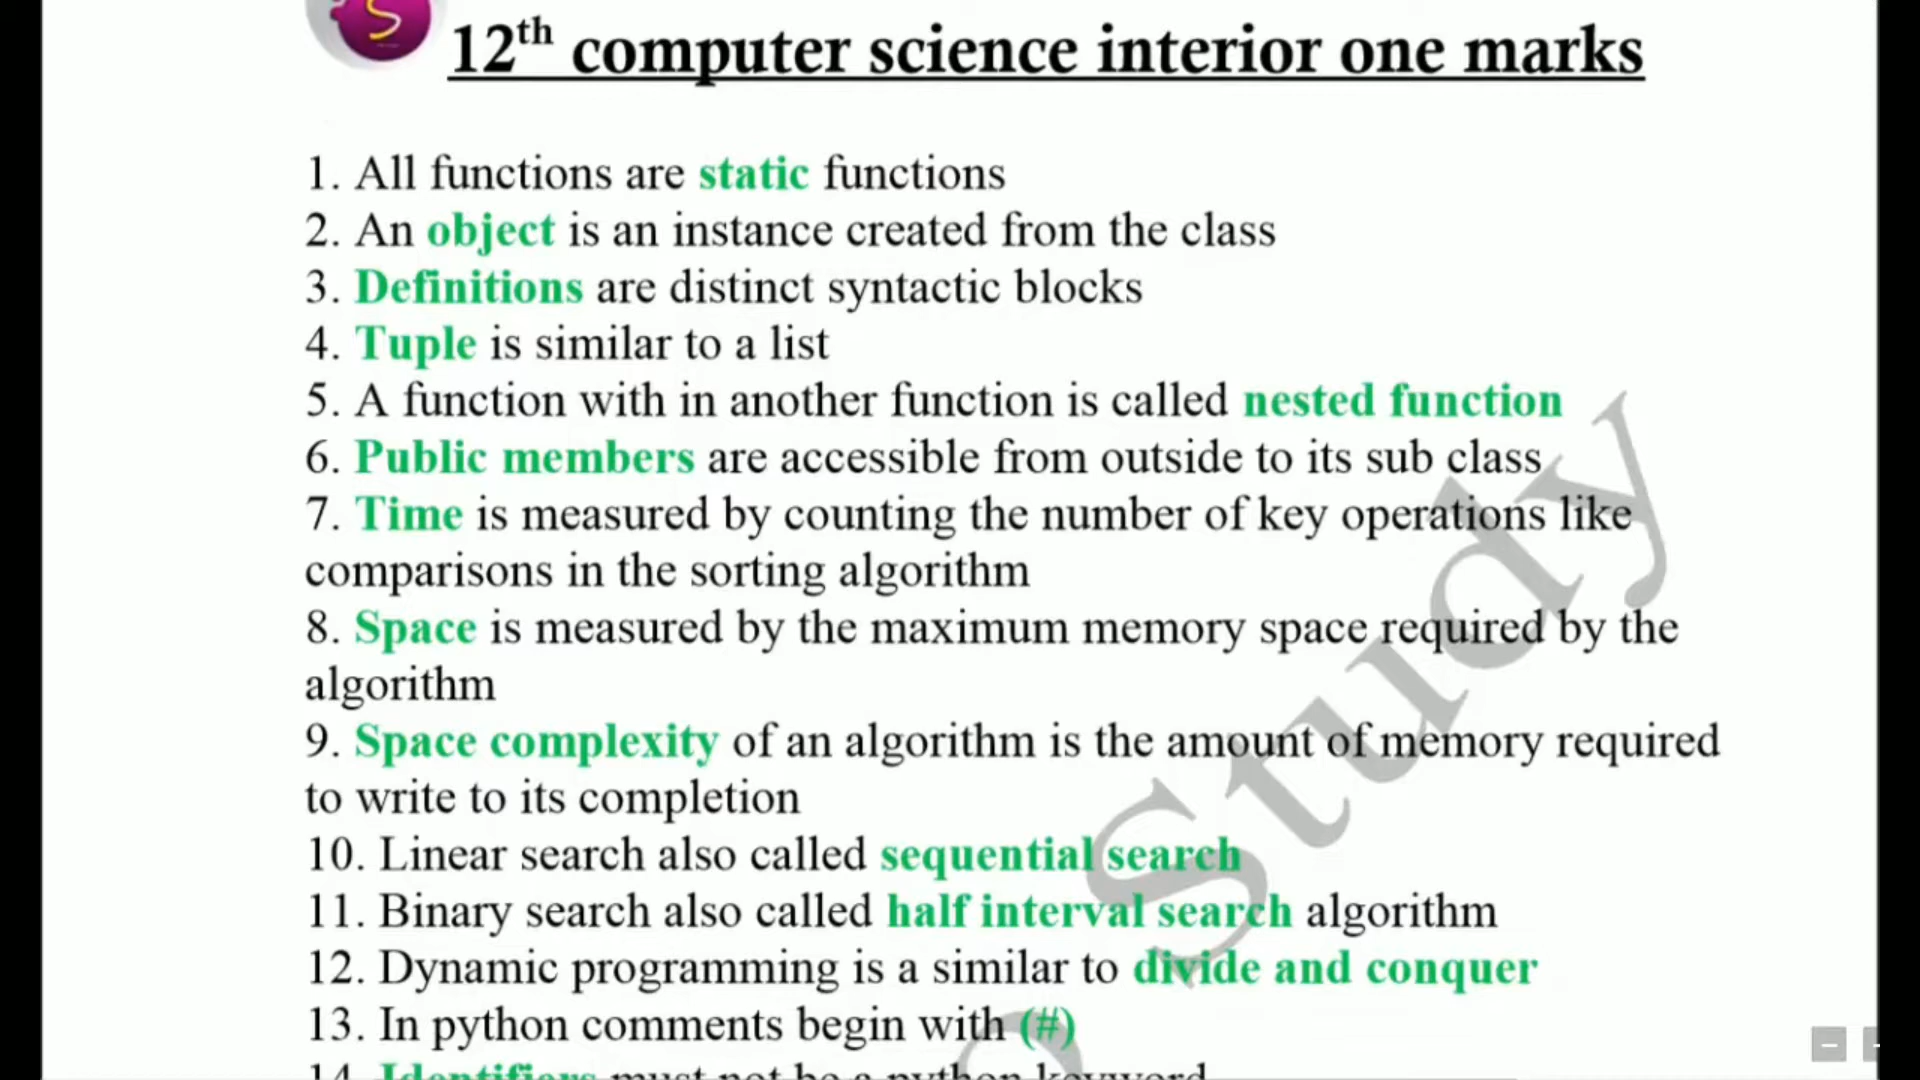 12th computer science interior one marks
1. All functions are static functions
2. An object is an instance created from the class
3. Definitions are distinct syntactic blocks
4. Tuple is similar to a list
5. A function with in another function is called nested function
6. Public members are accessible from outside to its sub class
7. Time is measured by counting the number of key operations like
comparisons in the sorting algorithm
8. Space is measured by the maximum memory space required by the
algorithm
9. Space complexity of an algorithm is the amount of memory required
to write to its completion
10. Linear search also called sequential search
11. Binary search also called half interval search algorithm
12. Dynamic programming is a similar to divide and conquer
13. In python comments begin with (#)
14. Identifiers must not be a python keyword
Study
S